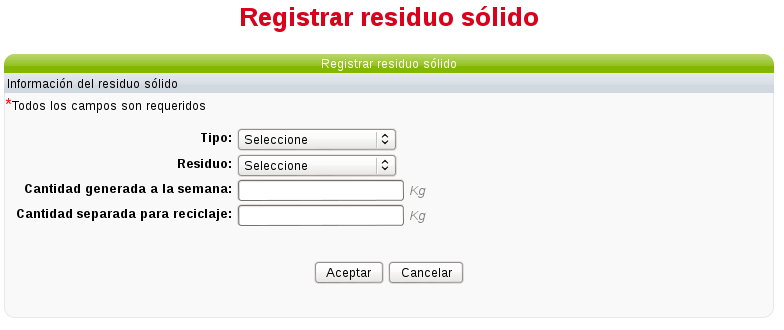 Registrar residuo sólido
Registrar residuo sólido
Información del residuo sólido
*Todos los campos son requeridos
Tipo: Seleccione
Residuo: Seleccione
Cantidad generada a la semana: Kg
Cantidad separada para reciclaje: Kg
Aceptar Cancelar